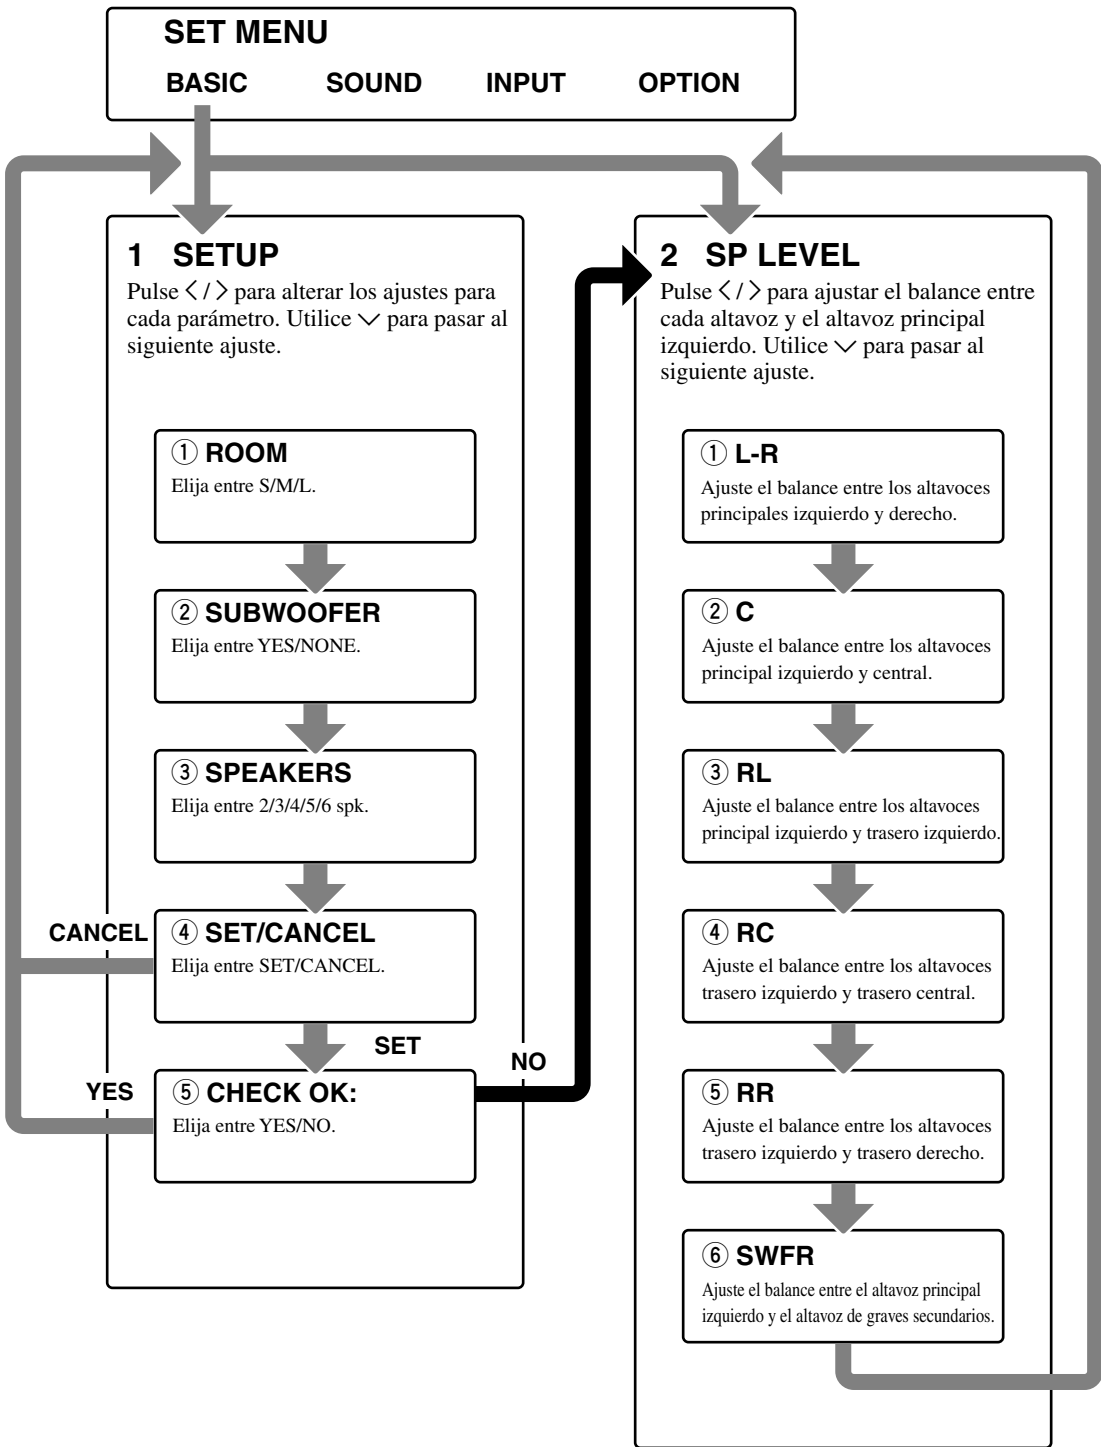 SET MENU
BASIC SOUND INPUT OPTION
1 SETUP
Pulse < / > para alterar los ajustes para
cada parámetro. Utilice ∨ para pasar al
siguiente ajuste.
① ROOM
Elija entre S/M/L.
② SUBWOOFER
Elija entre YES/NONE.
③ SPEAKERS
Elija entre 2/3/4/5/6 spk.
CANCEL
④ SET/CANCEL
Elija entre SET/CANCEL.
SET
NO
YES
⑤ CHECK OK:
Elija entre YES/NO.
2 SP LEVEL
Pulse < / > para ajustar el balance entre
cada altavoz y el altavoz principal
izquierdo. Utilice ∨ para pasar al
siguiente ajuste.
① L-R
Ajuste el balance entre los altavoces
principales izquierdo y derecho.
② C
Ajuste el balance entre los altavoces
principal izquierdo y central.
③ RL
Ajuste el balance entre los altavoces
principal izquierdo y trasero izquierdo.
④ RC
Ajuste el balance entre los altavoces
trasero izquierdo y trasero central.
⑤ RR
Ajuste el balance entre los altavoces
trasero izquierdo y trasero derecho.
⑥ SWFR
Ajuste el balance entre el altavoz principal
izquierdo y el altavoz de graves secundarios.